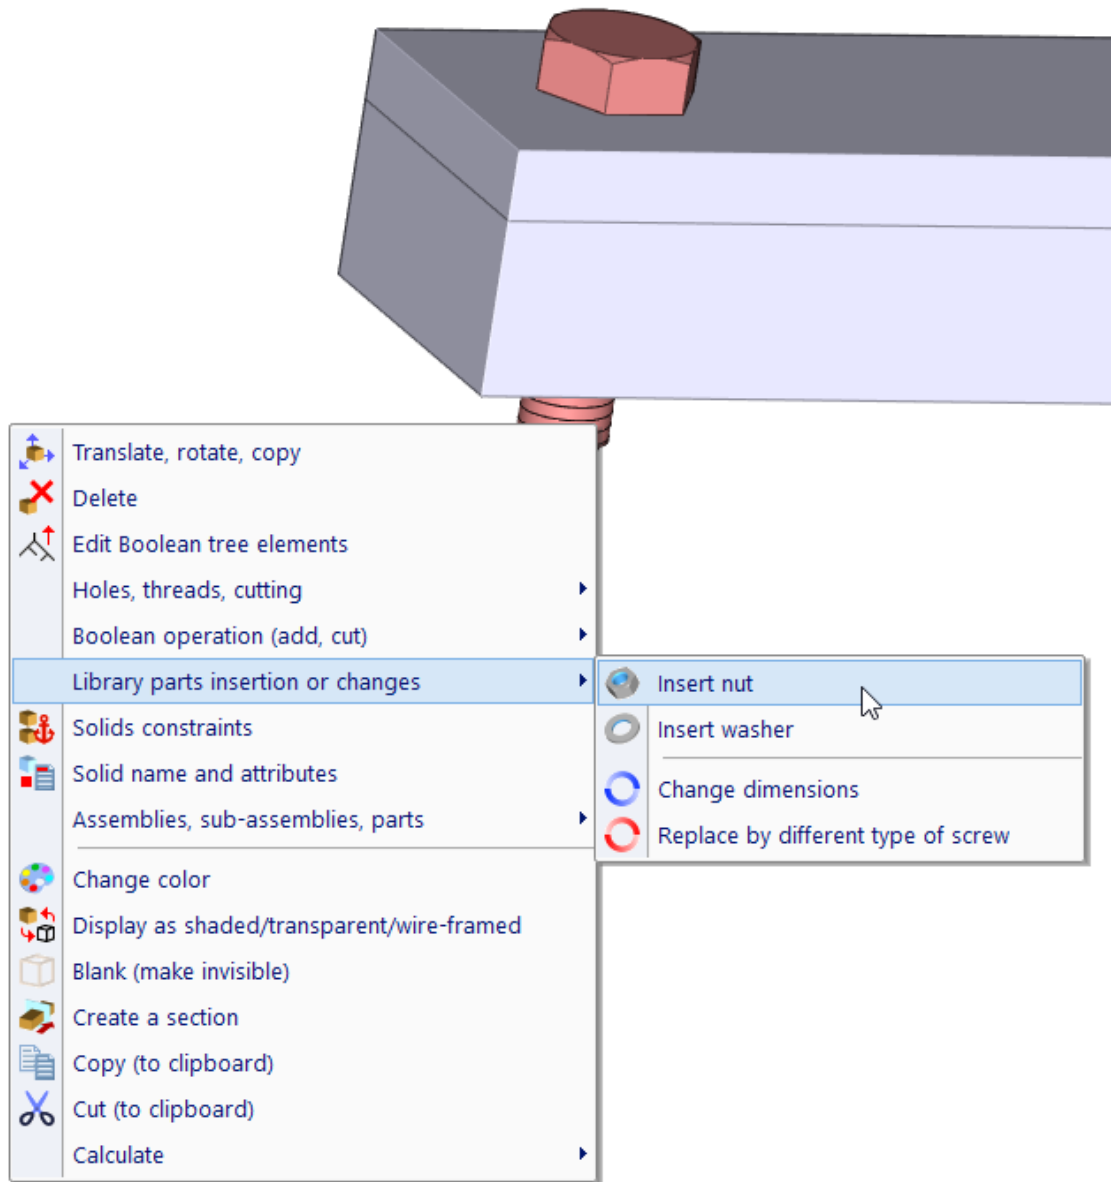 Translate, rotate, copy
Delete
Edit Boolean tree elements
Holes, threads, cutting
Boolean operation (add, cut)
Library parts insertion or changes
Insert nut
Insert washer
Change dimensions
Replace by different type of screw
Solids constraints
Solid name and attributes
Assemblies, sub-assemblies, parts
Change color
Display as shaded/transparent/wire-framed
Blank (make invisible)
Create a section
Copy (to clipboard)
Cut (to clipboard)
Calculate